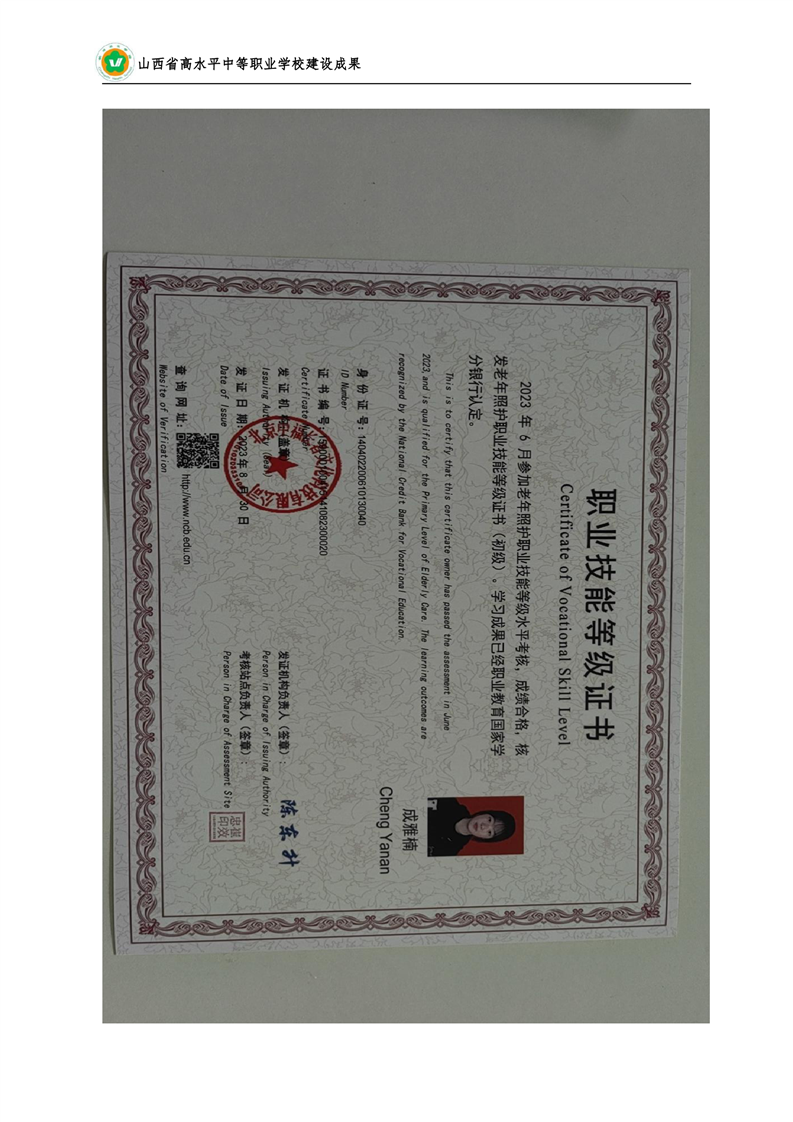 山西省高水平中等职业学校建设成果
职业技能等级证书
Certificate of Vocational Skill Level
2023 年 6 月参加老年照护职业技能等级水平考核，成绩合格，核
发老年照护职业技能等级证书（初级）。学习成果已经职业教育国家学
分银行认定。
This is to certify that this certificate owner has passed the assessment in June
2023, and is qualified for the Primary Level of Elderly Care. The learning outcomes are
recognized by the National Credit Bank for Vocational Education.
成雅楠
Cheng Yanan
身份证号：140402200610130040
ID Number
证书编号：
Certificate Number
发证机构（盖章）
Issuing Authority (Seal)
发证日期：2023 年 8 月 30 日
Date of Issue
查询网址：http://www.ncb.edu.cn
Website of Verification
发证机构负责人（签章）：陈东升
Person in Charge of Issuing Authority
考核站点负责人（签章）：
Person in Charge of Assessment Site